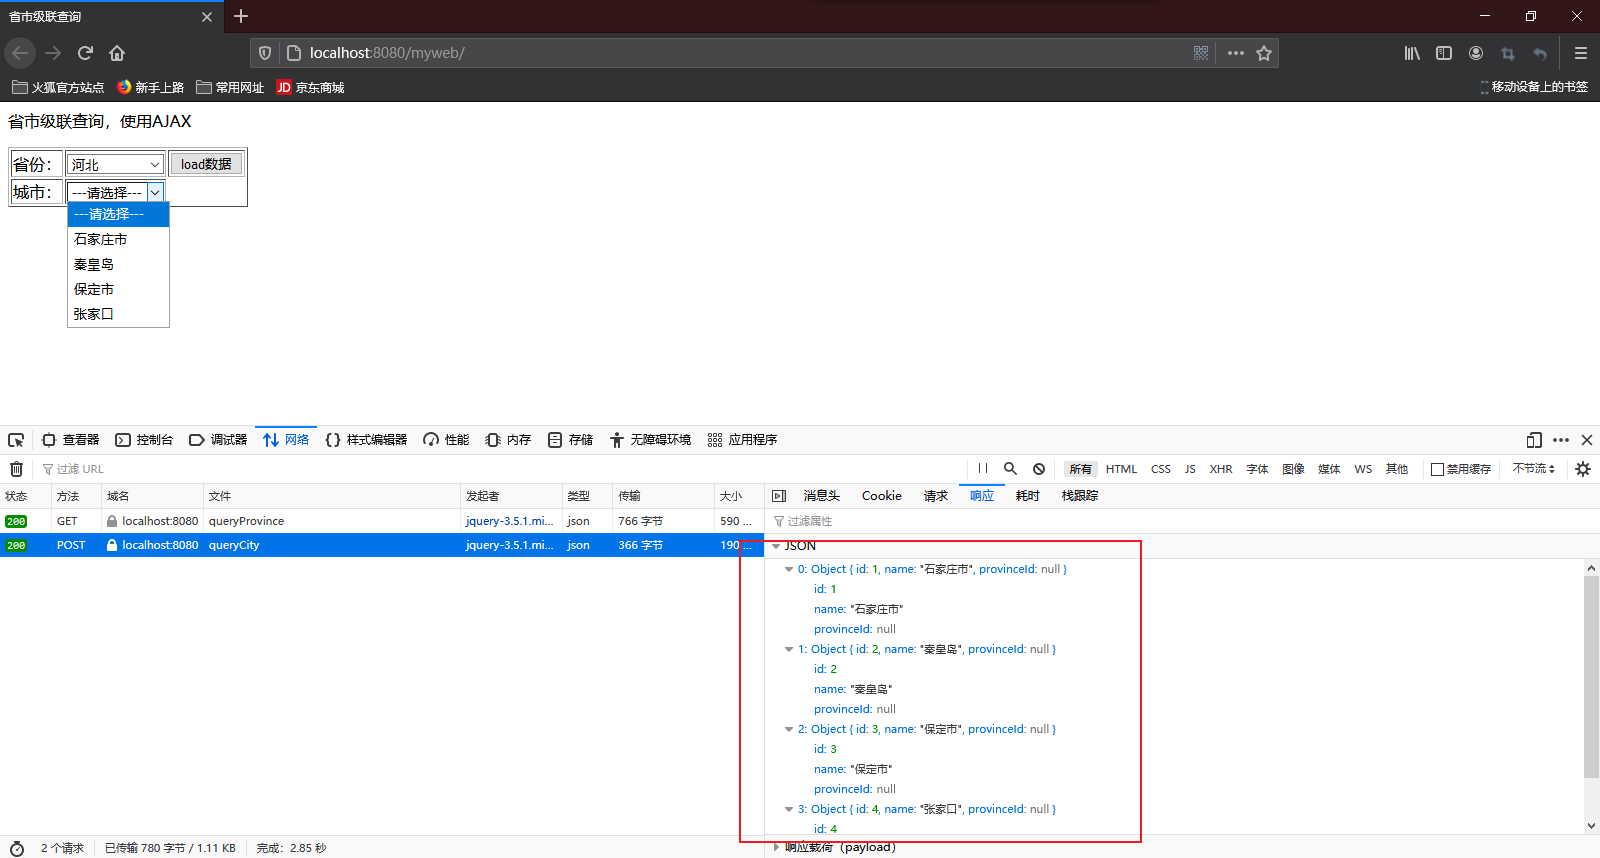 省市级联查询
localhost:8080/myweb/
火狐官方站点 新手上路 常用网址 JD 京东商城 移动设备上的书签
省市级联查询，使用AJAX
省份： 河北 load数据
城市： ---请选择---
---请选择---
石家庄市
秦皇岛
保定市
张家口
查看器 控制台 调试器 网络 样式编辑器 性能 内存 存储 无障碍环境 应用程序
过滤 URL 所有 HTML CSS JS XHR 字体 图像 媒体 WS 其他 禁用缓存 不节流
状态 方法 域名 文件 发起者 类型 传输 大小 消息头 Cookie 请求 响应 耗时 栈跟踪
200 GET localhost:8080 queryProvince jquery-3.5.1.mi... json 766 字节 590 ...
过滤属性
200 POST localhost:8080 queryCity jquery-3.5.1.mi... json 366 字节 190 ...
JSON
0: Object { id: 1, name: "石家庄市", provinceId: null }
id: 1
name: "石家庄市"
provinceId: null
1: Object { id: 2, name: "秦皇岛", provinceId: null }
id: 2
name: "秦皇岛"
provinceId: null
2: Object { id: 3, name: "保定市", provinceId: null }
id: 3
name: "保定市"
provinceId: null
3: Object { id: 4, name: "张家口", provinceId: null }
id: 4
响应载荷（payload）
2 个请求 已传输 780 字节 / 1.11 KB 完成：2.85 秒